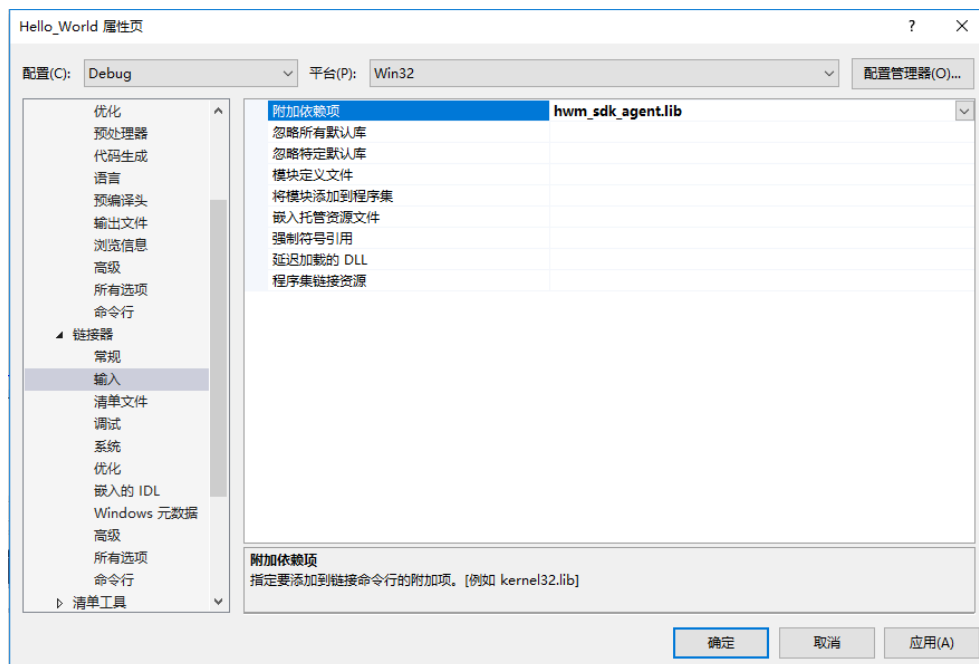 Hello_World 属性页
配置(C): Debug 平台(P): Win32 配置管理器(O)...
优化
预处理器
代码生成
语言
预编译头
输出文件
浏览信息
高级
所有选项
命令行
链接器
常规
输入
清单文件
调试
系统
优化
嵌入的 IDL
Windows 元数据
高级
所有选项
命令行
清单工具
附加依赖项 hwm_sdk_agent.lib
忽略所有默认库
忽略特定默认库
模块定义文件
将模块添加到程序集
嵌入托管资源文件
强制符号引用
延迟加载的 DLL
程序集链接资源
附加依赖项
指定要添加到链接命令行的附加项。[例如 kernel32.lib]
确定 取消 应用(A)